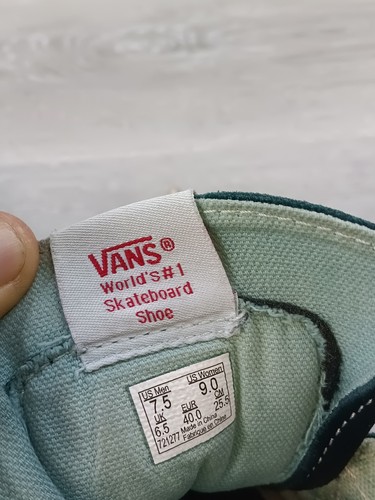 VANS®
World's #1
Skateboard
Shoe
US Men US Women
7.5 9.0
UK EUR CM
6.5 40.0 25.5
721277 Made in China
Fabriqué en Chine